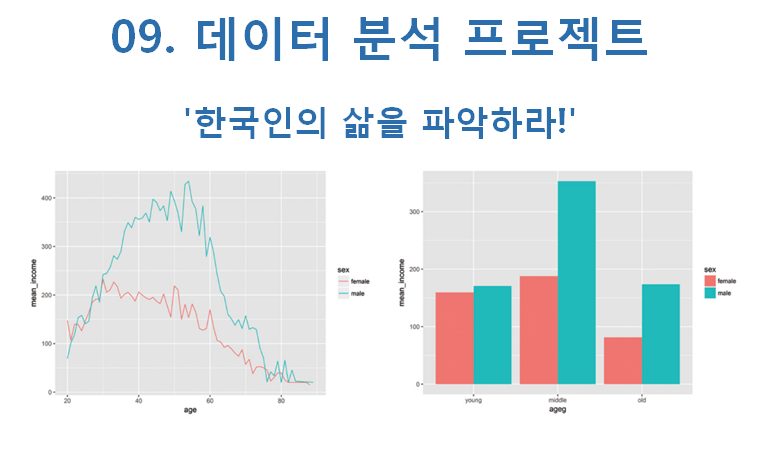 09. 데이터 분석 프로젝트
'한국인의 삶을 파악하라!'
400
300
200
100
0
mean_income
20
40
60
80
age
sex
female
male
300
200
100
0
mean_income
young
middle
old
ageg
sex
female
male